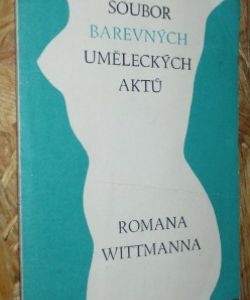 SOUBOR
BAREVNÝCH
UMĚLECKÝCH
AKTŮ
ROMANA
WITTMANNA